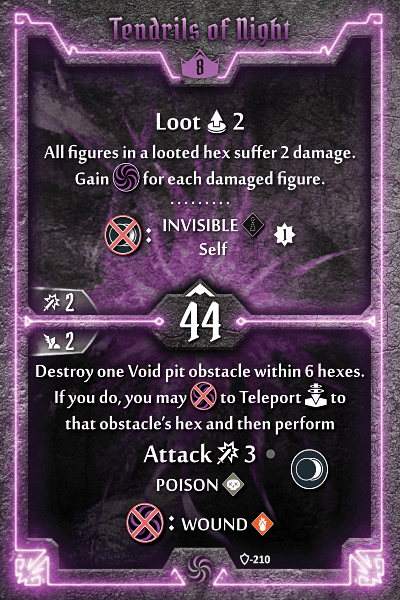 Tendrils of Night
8
Loot 2
All figures in a looted hex suffer 2 damage.
Gain for each damaged figure.
: INVISIBLE 1
Self
2
44
2
Destroy one Void pit obstacle within 6 hexes.
If you do, you may to Teleport to
that obstacle's hex and then perform
Attack 3
POISON
: WOUND
-210